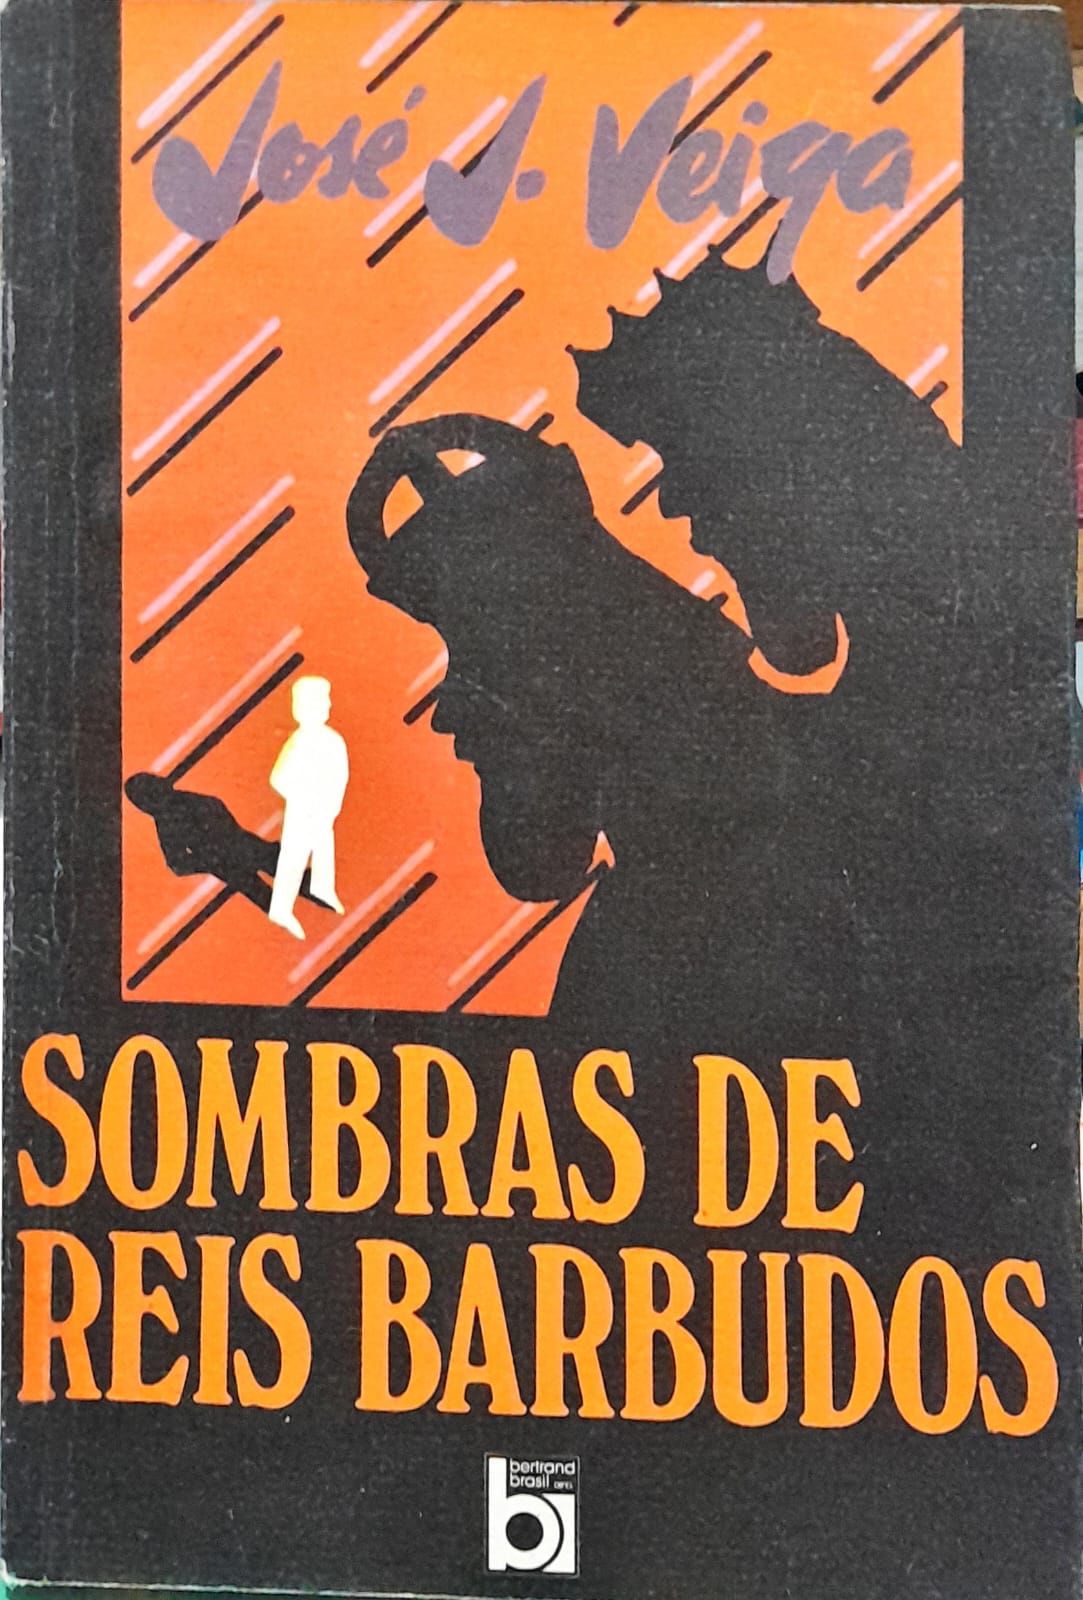 José J. Veiga
SOMBRAS DE
REIS BARBUDOS
bertrand
brasil